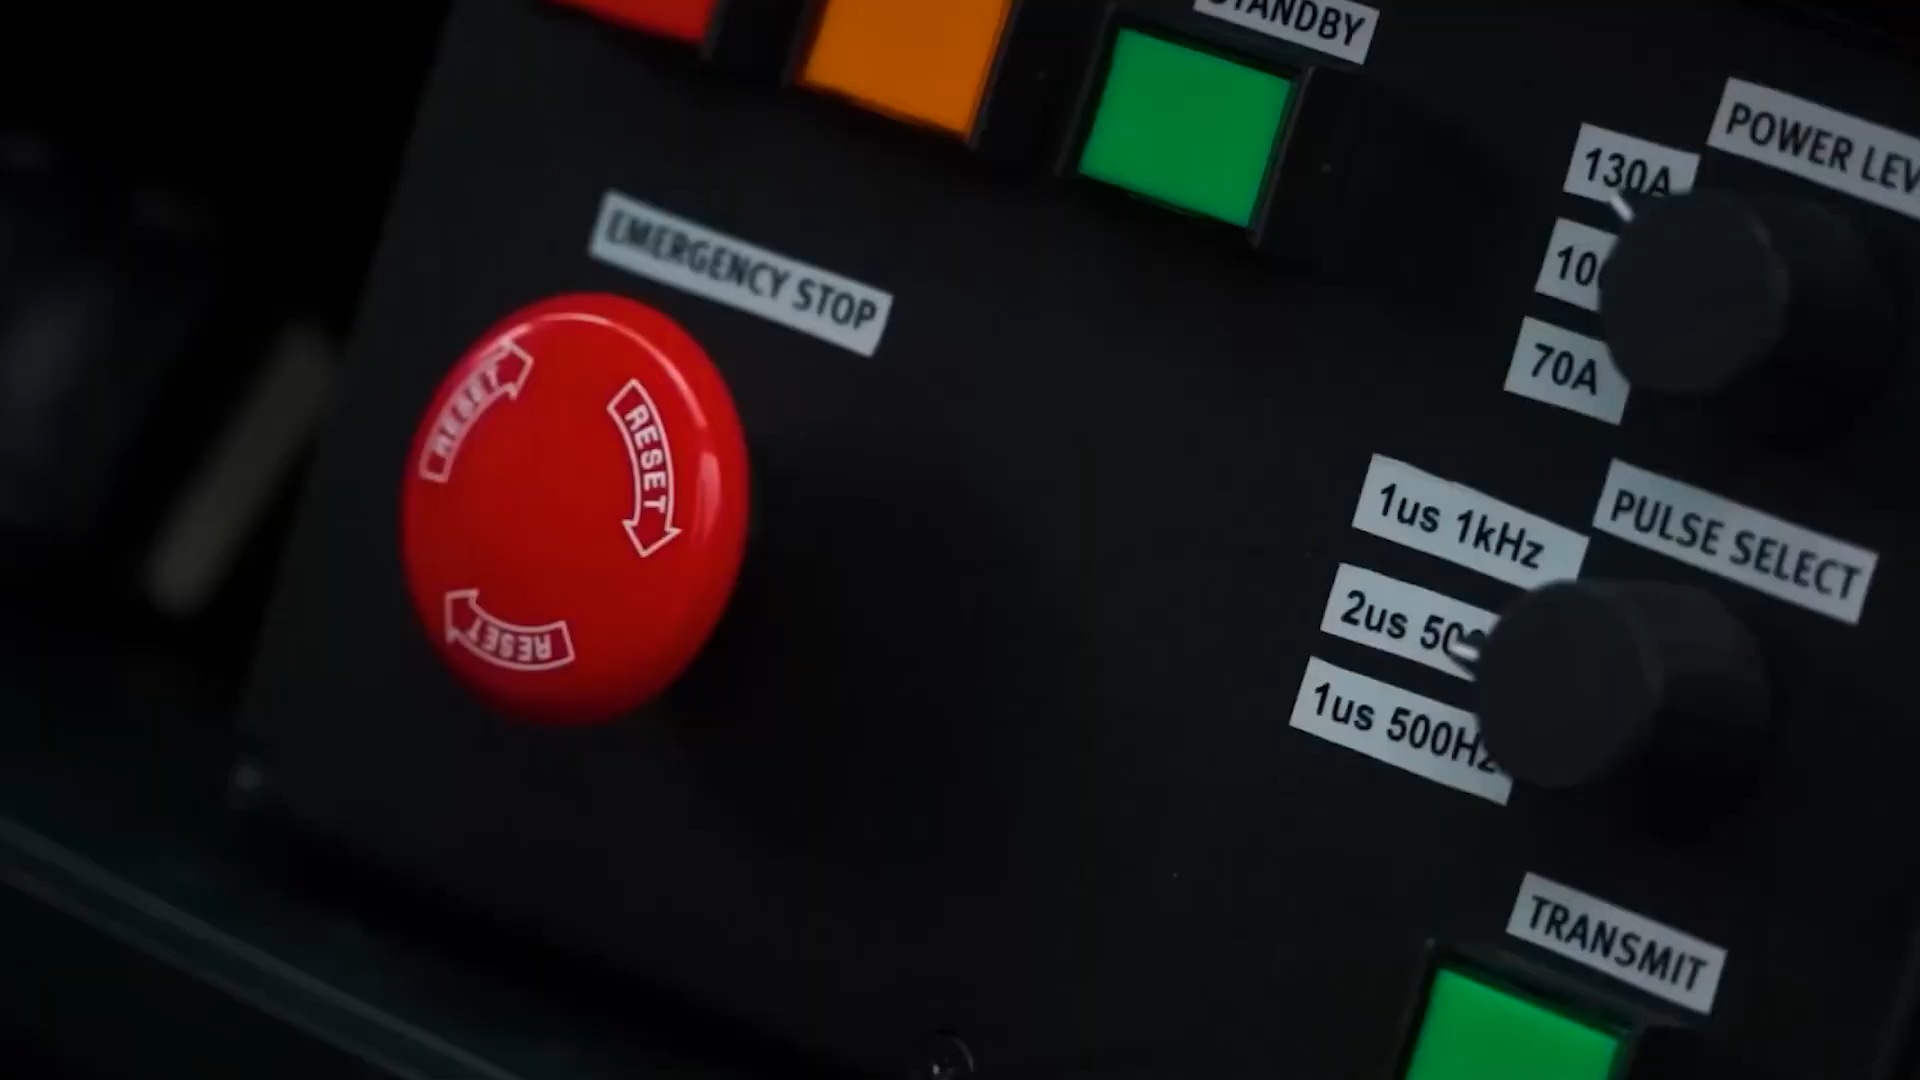 STANDBY
POWER LEV
130A
10
70A
EMERGENCY STOP
RESET
RESET
RESET
PULSE SELECT
1us 1kHz
2us 50
1us 500Hz
TRANSMIT